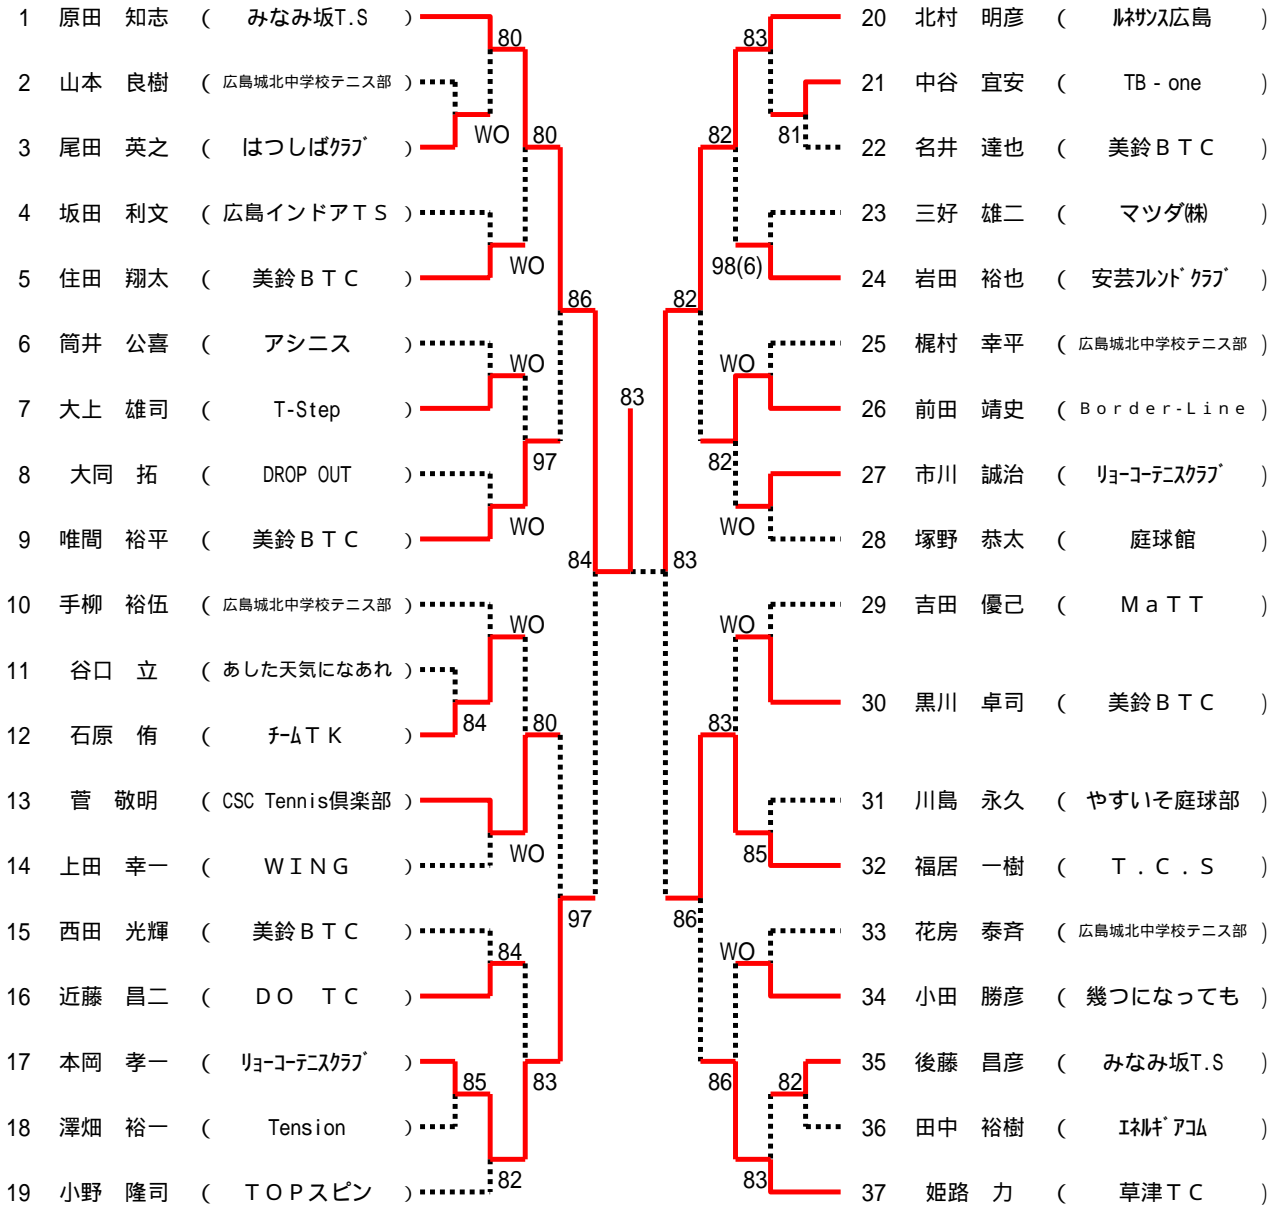 1 原田 知志 ( みなみ坂T.S )
2 山本 良樹 ( 広島城北中学校テニス部 )
3 尾田 英之 ( はつしばｸﾗﾌﾞ )
4 坂田 利文 ( 広島インドアＴＳ )
5 住田 翔太 ( 美鈴ＢＴＣ )
6 筒井 公喜 ( アシニス )
7 大上 雄司 ( T-Step )
8 大同 拓 ( DROP OUT )
9 唯間 裕平 ( 美鈴ＢＴＣ )
10 手柳 裕伍 ( 広島城北中学校テニス部 )
11 谷口 立 ( あした天気になあれ )
12 石原 侑 ( ﾁｰﾑＴＫ )
13 菅 敬明 ( CSC Tennis倶楽部 )
14 上田 幸一 ( ＷＩＮＧ )
15 西田 光輝 ( 美鈴ＢＴＣ )
16 近藤 昌二 ( ＤＯ ＴＣ )
17 本岡 孝一 ( ﾘｮｰｺｰﾃﾆｽｸﾗﾌﾞ )
18 澤畑 裕一 ( Tension )
19 小野 隆司 ( ＴＯＰスピン )
80
WO
80
WO
86
WO
97
WO
84
WO
84
80
WO
97
84
85
83
82
83
20 北村 明彦 ( ﾙﾈｻﾝｽ広島 )
21 中谷 宜安 ( TB - one )
22 名井 達也 ( 美鈴ＢＴＣ )
23 三好 雄二 ( マツダ㈱ )
24 岩田 裕也 ( 安芸ﾌﾚﾝﾄﾞｸﾗﾌﾞ )
25 梶村 幸平 ( 広島城北中学校テニス部 )
26 前田 靖史 ( Ｂｏｒｄｅｒ-Ｌｉｎｅ )
27 市川 誠治 ( ﾘｮｰｺｰﾃﾆｽｸﾗﾌﾞ )
28 塚野 恭太 ( 庭球館 )
29 吉田 優己 ( ＭａＴＴ )
30 黒川 卓司 ( 美鈴ＢＴＣ )
31 川島 永久 ( やすいそ庭球部 )
32 福居 一樹 ( Ｔ．Ｃ．Ｓ )
33 花房 泰斉 ( 広島城北中学校テニス部 )
34 小田 勝彦 ( 幾つになっても )
35 後藤 昌彦 ( みなみ坂T.S )
36 田中 裕樹 ( ｴﾈﾙｷﾞｱｺﾑ )
37 姫路 力 ( 草津ＴＣ )
83
81
82
98(6)
82
WO
82
WO
83
WO
83
85
86
WO
86
82
83